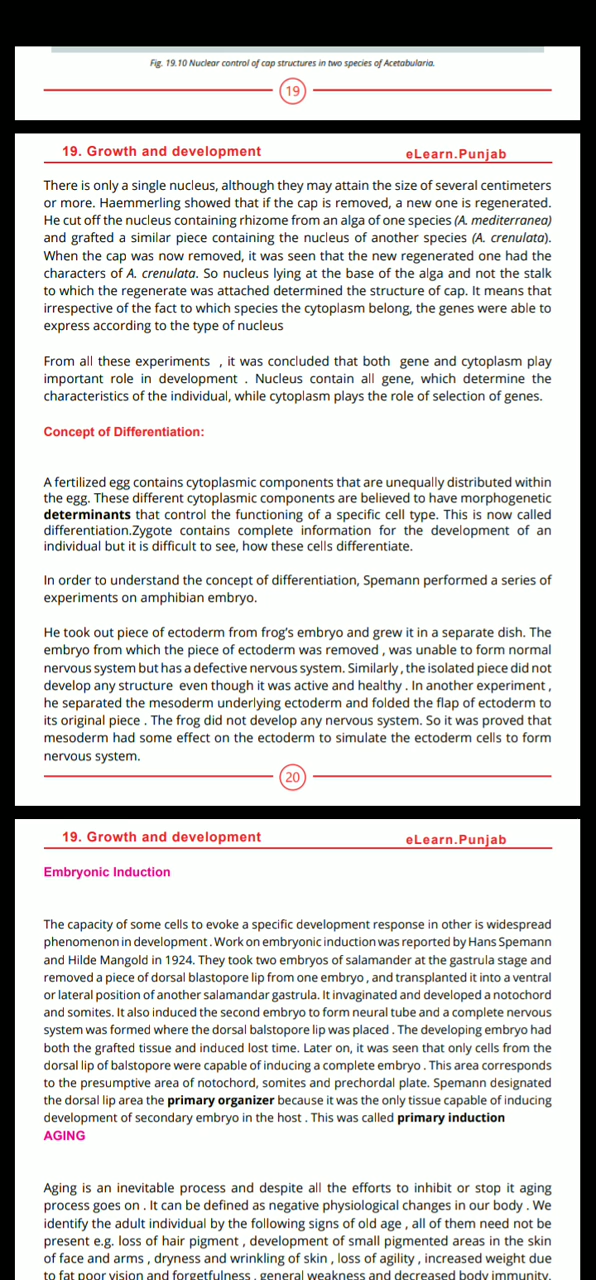 Fig. 19.10 Nuclear control of cap structures in two species of Acetabularia.
19
19. Growth and development
eLearn.Punjab
There is only a single nucleus, although they may attain the size of several centimeters
or more. Haemmerling showed that if the cap is removed, a new one is regenerated.
He cut off the nucleus containing rhizome from an alga of one species (A. mediterranea)
and grafted a similar piece containing the nucleus of another species (A. crenulata).
When the cap was now removed, it was seen that the new regenerated one had the
characters of A. crenulata. So nucleus lying at the base of the alga and not the stalk
to which the regenerate was attached determined the structure of cap. It means that
irrespective of the fact to which species the cytoplasm belong, the genes were able to
express according to the type of nucleus
From all these experiments , it was concluded that both gene and cytoplasm play
important role in development . Nucleus contain all gene, which determine the
characteristics of the individual, while cytoplasm plays the role of selection of genes.
Concept of Differentiation:
A fertilized egg contains cytoplasmic components that are unequally distributed within
the egg. These different cytoplasmic components are believed to have morphogenetic
determinants that control the functioning of a specific cell type. This is now called
differentiation.Zygote contains complete information for the development of an
individual but it is difficult to see, how these cells differentiate.
In order to understand the concept of differentiation, Spemann performed a series of
experiments on amphibian embryo.
He took out piece of ectoderm from frog's embryo and grew it in a separate dish. The
embryo from which the piece of ectoderm was removed , was unable to form normal
nervous system but has a defective nervous system. Similarly , the isolated piece did not
develop any structure even though it was active and healthy . In another experiment ,
he separated the mesoderm underlying ectoderm and folded the flap of ectoderm to
its original piece . The frog did not develop any nervous system. So it was proved that
mesoderm had some effect on the ectoderm to simulate the ectoderm cells to form
nervous system.
20
19. Growth and development
eLearn.Punjab
Embryonic Induction
The capacity of some cells to evoke a specific development response in other is widespread
phenomenon in development . Work on embryonic induction was reported by Hans Spemann
and Hilde Mangold in 1924. They took two embryos of salamander at the gastrula stage and
removed a piece of dorsal blastopore lip from one embryo , and transplanted it into a ventral
or lateral position of another salamandar gastrula. It invaginated and developed a notochord
and somites. It also induced the second embryo to form neural tube and a complete nervous
system was formed where the dorsal balstopore lip was placed . The developing embryo had
both the grafted tissue and induced lost time. Later on, it was seen that only cells from the
dorsal lip of balstopore were capable of inducing a complete embryo . This area corresponds
to the presumptive area of notochord, somites and prechordal plate. Spemann designated
the dorsal lip area the primary organizer because it was the only tissue capable of inducing
development of secondary embryo in the host . This was called primary induction
AGING
Aging is an inevitable process and despite all the efforts to inhibit or stop it aging
process goes on . It can be defined as negative physiological changes in our body . We
identify the adult individual by the following signs of old age , all of them need not be
present e.g. loss of hair pigment , development of small pigmented areas in the skin
of face and arms , dryness and wrinkling of skin , loss of agility , increased weight due
to fat poor vision and forgetfulness , general weakness and decreased body immunity.